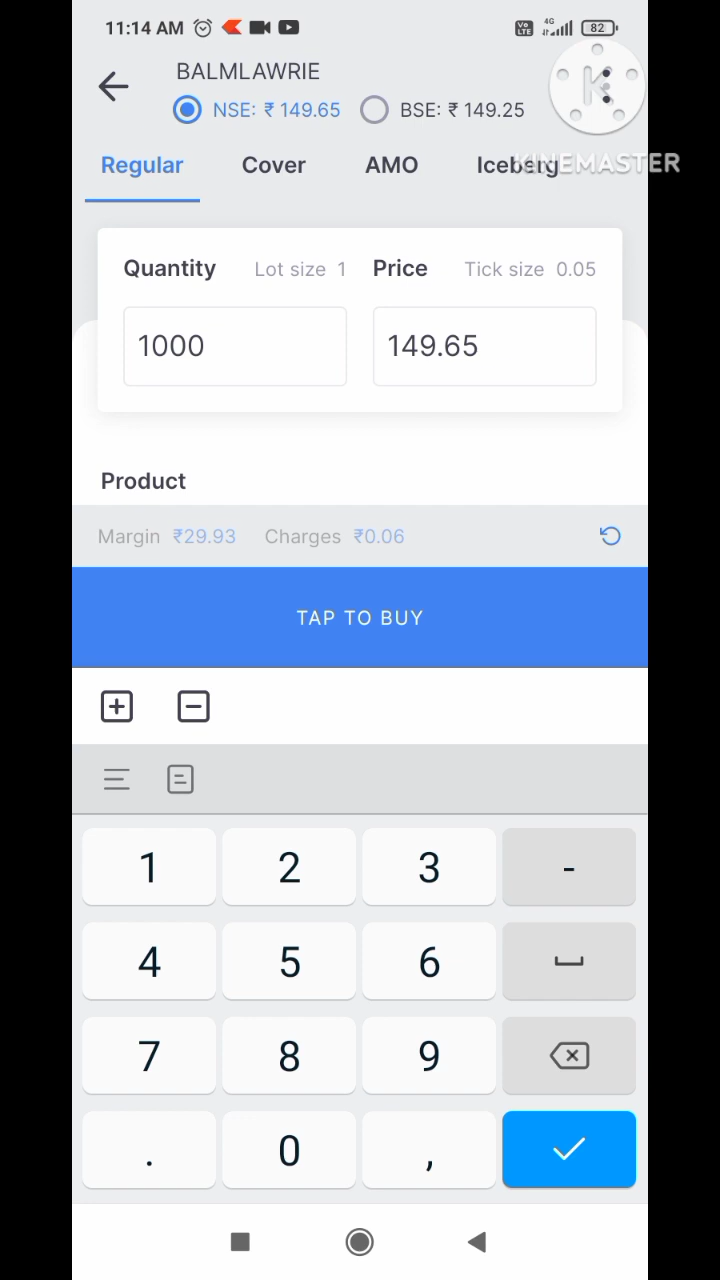 11:14 AM VoLTE 4G 82
BALMLAWRIE
NSE: ₹ 149.65 BSE: ₹ 149.25
K
KINEMASTER
Regular Cover AMO Iceberg
Quantity Lot size 1 Price Tick size 0.05
1000 149.65
Product
Margin ₹29.93 Charges ₹0.06
TAP TO BUY
1 2 3 -
4 5 6
7 8 9
. 0 ,